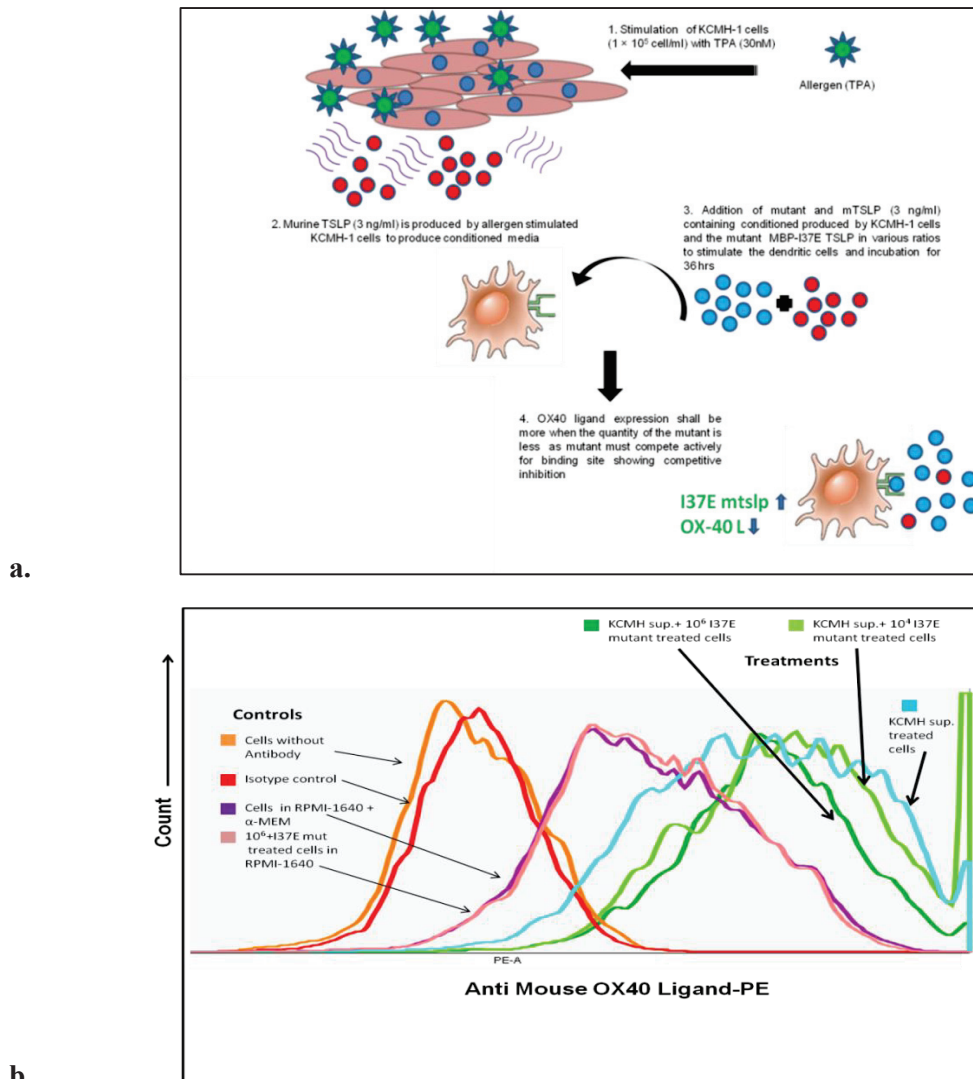 1. Stimulation of KCMH-1 cells
(1 × 10⁵ cell/ml) with TPA (30nM)
Allergen (TPA)
2. Murine TSLP (3 ng/ml) is produced by allergen stimulated
KCMH-1 cells to produce conditioned media
3. Addition of mutant and mTSLP (3 ng/ml)
containing conditioned produced by KCMH-1 cells
and the mutant MBP-I37E TSLP in various ratios
to stimulate the dendritic cells and incubation for
36hrs
4. OX40 ligand expression shall be
more when the quantity of the mutant is
less as mutant must compete actively
for binding site showing competitive
inhibition
I37E mtslp
OX-40 L
a.
KCMH sup.+ 10⁶ I37E
mutant treated cells
KCMH sup.+ 10⁴ I37E
mutant treated cells
Treatments
KCMH sup.
treated
cells
Controls
Cells without
Antibody
Isotype control
Cells in RPMI-1640 +
α-MEM
10⁶+I37E mut
treated cells in
RPMI-1640
Count
PE-A
Anti Mouse OX40 Ligand-PE
b.